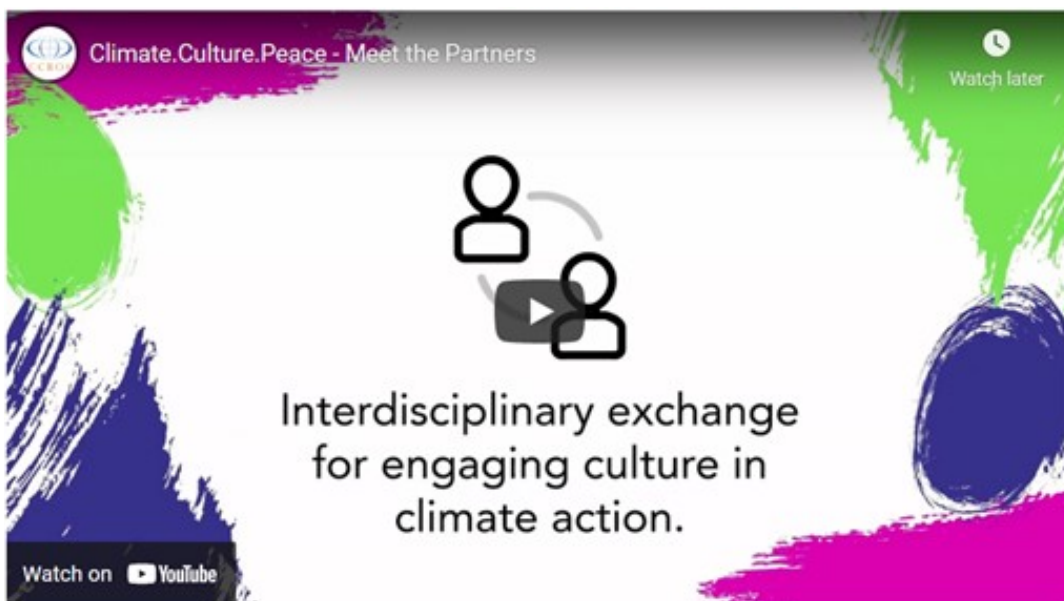 Climate.Culture.Peace - Meet the Partners
Watch later
Interdisciplinary exchange
for engaging culture in
climate action.
Watch on YouTube